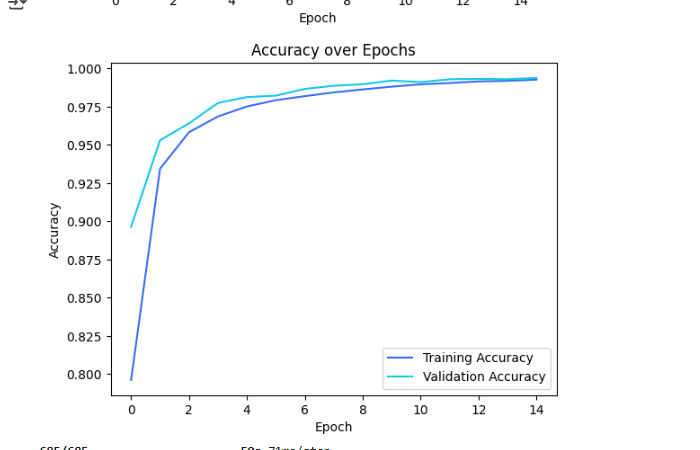 0 2 4 6 8 10 12 14
Epoch
Accuracy over Epochs
1.000
0.975
0.950
0.925
0.900
0.875
0.850
0.825
0.800
Accuracy
Training Accuracy
Validation Accuracy
0 2 4 6 8 10 12 14
Epoch